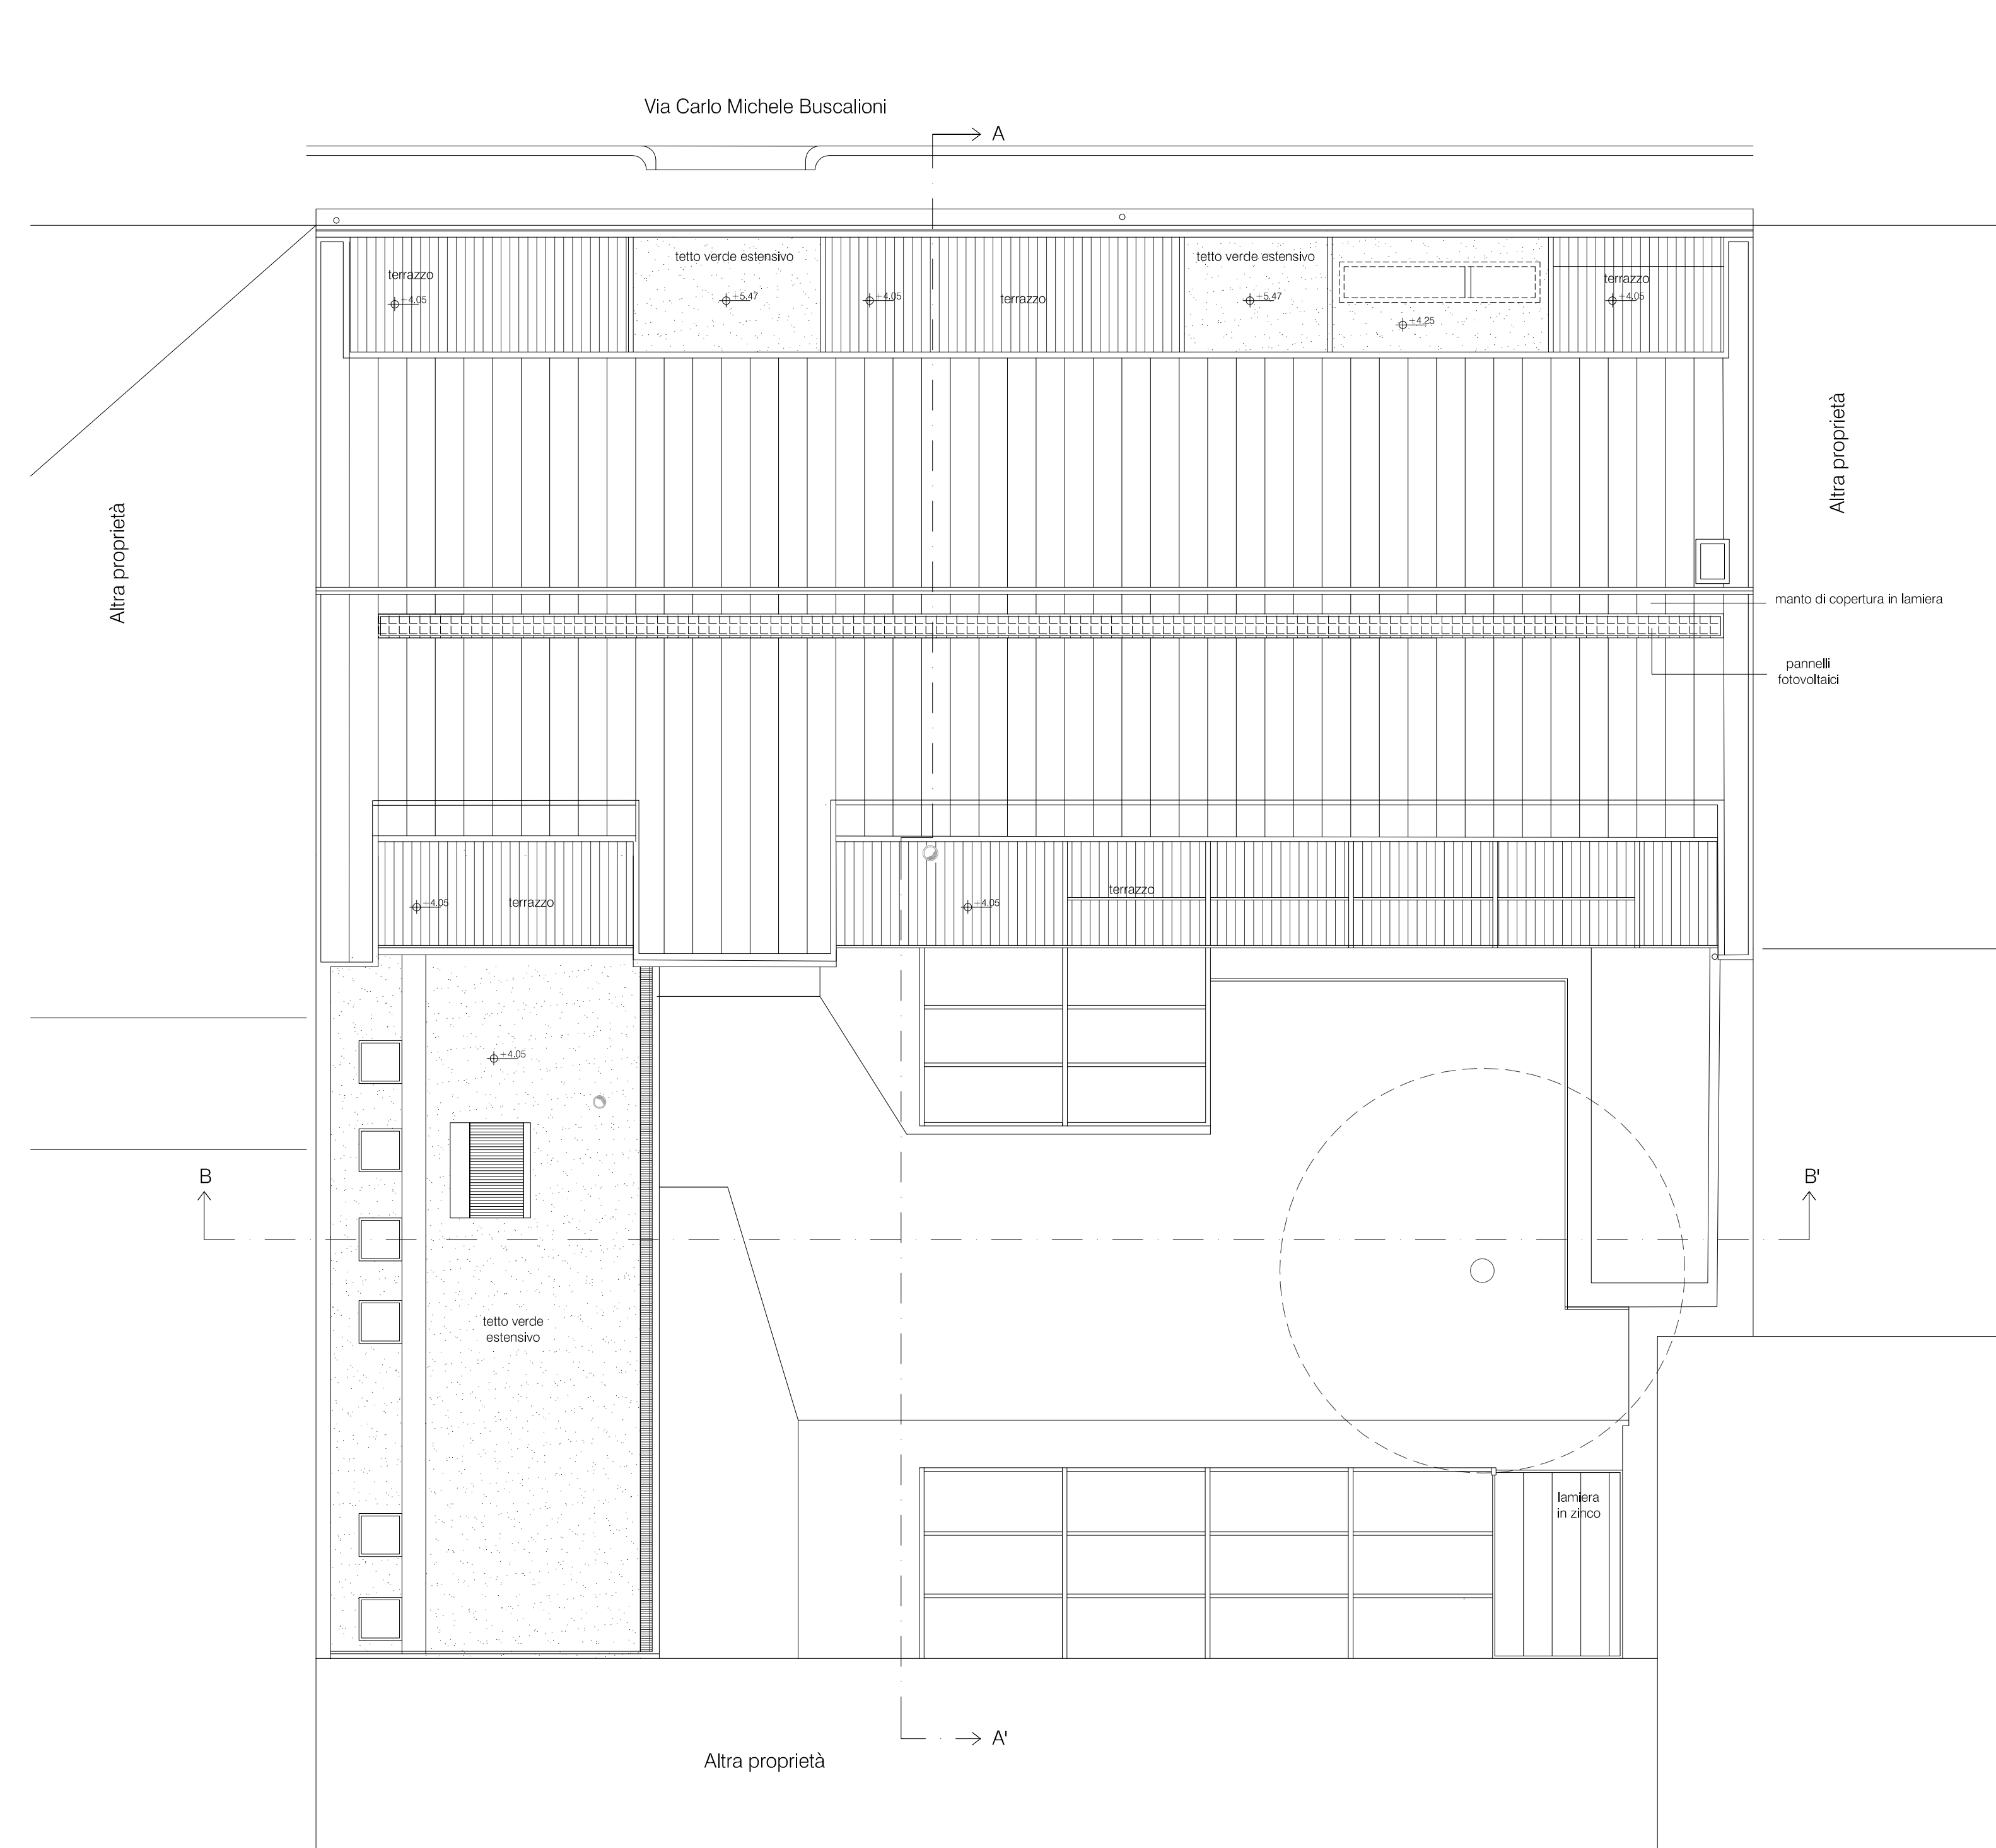 Via Carlo Michele Buscalioni
A
terrazzo
+4,05
tetto verde estensivo
+5,47
+4,05
terrazzo
tetto verde estensivo
+5,47
+4,25
terrazzo
+4,05
Altra proprietà
Altra proprietà
manto di copertura in lamiera
pannelli
fotovoltaici
+4,05
terrazzo
+4,05
terrazzo
+4,05
B
B'
tetto verde
estensivo
lamiera
in zinco
A'
Altra proprietà